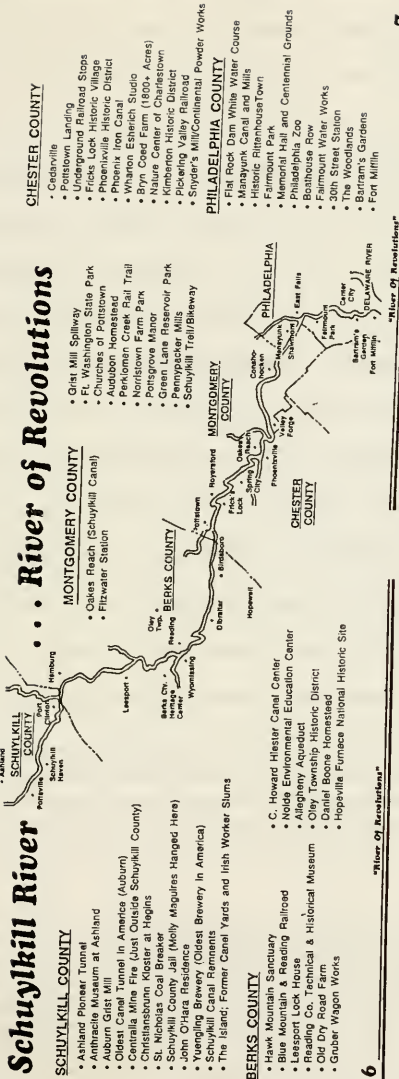 Schuylkill River ... River of Revolutions
SCHUYLKILL COUNTY
• Ashland Pioneer Tunnel
• Anthracite Museum at Ashland
• Auburn Grist Mill
• Oldest Canal Tunnel In America (Auburn)
• Centralia Mine Fire (Just Outside Schuylkill County)
• Christiansbrunn Kloster at Hegins
• St. Nicholas Coal Breaker
• Schuylkill County Jail (Molly Maguires Hanged Here)
• John O'Hara Residence
• Yuengling Brewery (Oldest Brewery In America)
• Schuylkill Canal Remnants
• The Island: Former Canal Yards and Irish Worker Slums
BERKS COUNTY
• Hawk Mountain Sanctuary
• Blue Mountain & Reading Railroad
• Leesport Lock House
• Reading Co. Technical & Historical Museum
• Old Dry Road Farm
• Gruber Wagon Works
• C. Howard Hiester Canal Center
• Nolde Environmental Education Center
• Allegheny Aqueduct
• Oley Township Historic District
• Daniel Boone Homestead
• Hopeville Furnace National Historic Site
MONTGOMERY COUNTY
• Oakes Reach (Schuylkill Canal)
• Fitzwater Station
• Grist Mill Spillway
• Ft. Washington State Park
• Churches of Pottstown
• Audubon Homestead
• Perkiomen Creek Rail Trail
• Norristown Farm Park
• Pottsgrove Manor
• Green Lane Reservoir Park
• Pennypacker Mills
• Schuylkill Trail/Bikeway
CHESTER COUNTY
• Cedarville
• Pottstown Landing
• Underground Railroad Stops
• Fricks Lock Historic Village
• Phoenixville Historic District
• Phoenix Iron Canal
• Wharton Esherick Studio
• Bryn Coed Farm (1800+ Acres)
• Nature Center of Charlestown
• Kimberton Historic District
• Pickering Valley Railroad
• Snyder's Mill/Continental Powder Works
PHILADELPHIA COUNTY
• Flat Rock Dam White Water Course
• Manayunk Canal and Mills
• Historic RittenhouseTown
• Fairmount Park
• Memorial Hall and Centennial Grounds
• Philadelphia Zoo
• Boathouse Row
• Fairmount Water Works
• 30th Street Station
• The Woodlands
• Bartram's Gardens
• Fort Mifflin
Ashland
SCHUYLKILL
COUNTY
Pottsville
Schuylkill
Haven
Port
Clinton
Hamburg
Leesport
Berks Cty.
Heritage
Center
Wyomissing
Oley
Twp.
Reading
BERKS COUNTY
Gibraltar
Birdsboro
Hopewell
Pottstown
Frick's
Lock
Royersford
Spring
City
Oakes
Reach
Phoenixville
MONTGOMERY
COUNTY
CHESTER
COUNTY
Valley
Forge
Consho-
hocken
Manayunk
Shawmont
PHILADELPHIA
East Falls
Fairmount
Park
Center
City
Bartram's
Garden
Fort Mifflin
DELAWARE RIVER
6
"River Of Revolutions"
"River Of Revolutions"
7